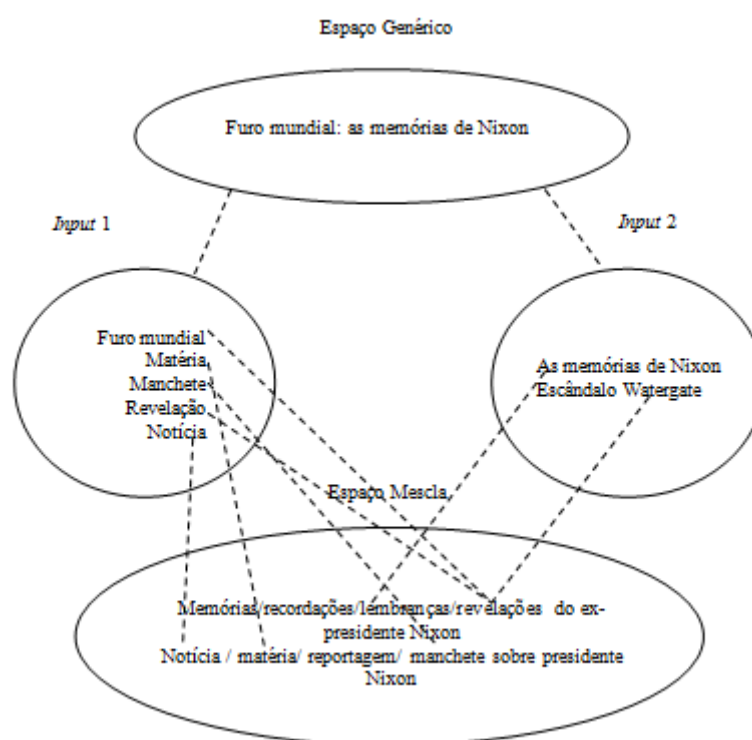 Espaço Genérico
Furo mundial: as memórias de Nixon
Input 1
Input 2
Furo mundial
Matéria
Manchete
Revelação
Notícia
As memórias de Nixon
Escândalo Watergate
Espaço Mescla
Memórias/recordações/lembranças/revelações do ex-
presidente Nixon
Notícia / matéria/ reportagem/ manchete sobre presidente
Nixon